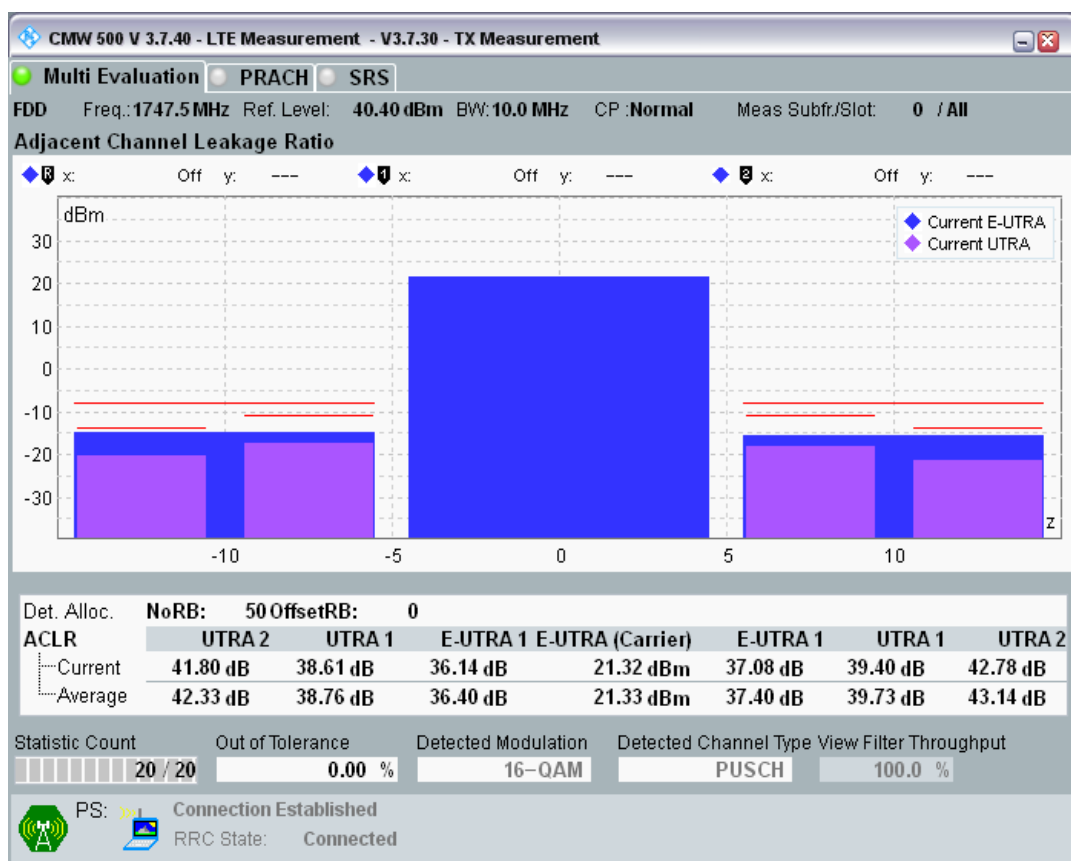 CMW 500 V 3.7.40 - LTE Measurement - V3.7.30 - TX Measurement
Multi Evaluation PRACH SRS
FDD Freq.: 1747.5 MHz Ref. Level: 40.40 dBm BW: 10.0 MHz CP :Normal Meas Subfr./Slot: 0 / All
Adjacent Channel Leakage Ratio
R x: Off y: --- 1 x: Off y: --- 2 x: Off y: ---
dBm
Current E-UTRA
Current UTRA
30
20
10
0
-10
-20
-30
z
-10 -5 0 5 10
Det. Alloc. NoRB: 50 OffsetRB: 0
ACLR UTRA 2 UTRA 1 E-UTRA 1 E-UTRA (Carrier) E-UTRA 1 UTRA 1 UTRA 2
Current 41.80 dB 38.61 dB 36.14 dB 21.32 dBm 37.08 dB 39.40 dB 42.78 dB
Average 42.33 dB 38.76 dB 36.40 dB 21.33 dBm 37.40 dB 39.73 dB 43.14 dB
Statistic Count Out of Tolerance Detected Modulation Detected Channel Type View Filter Throughput
20 / 20 0.00 % 16-QAM PUSCH 100.0 %
PS: Connection Established
RRC State: Connected